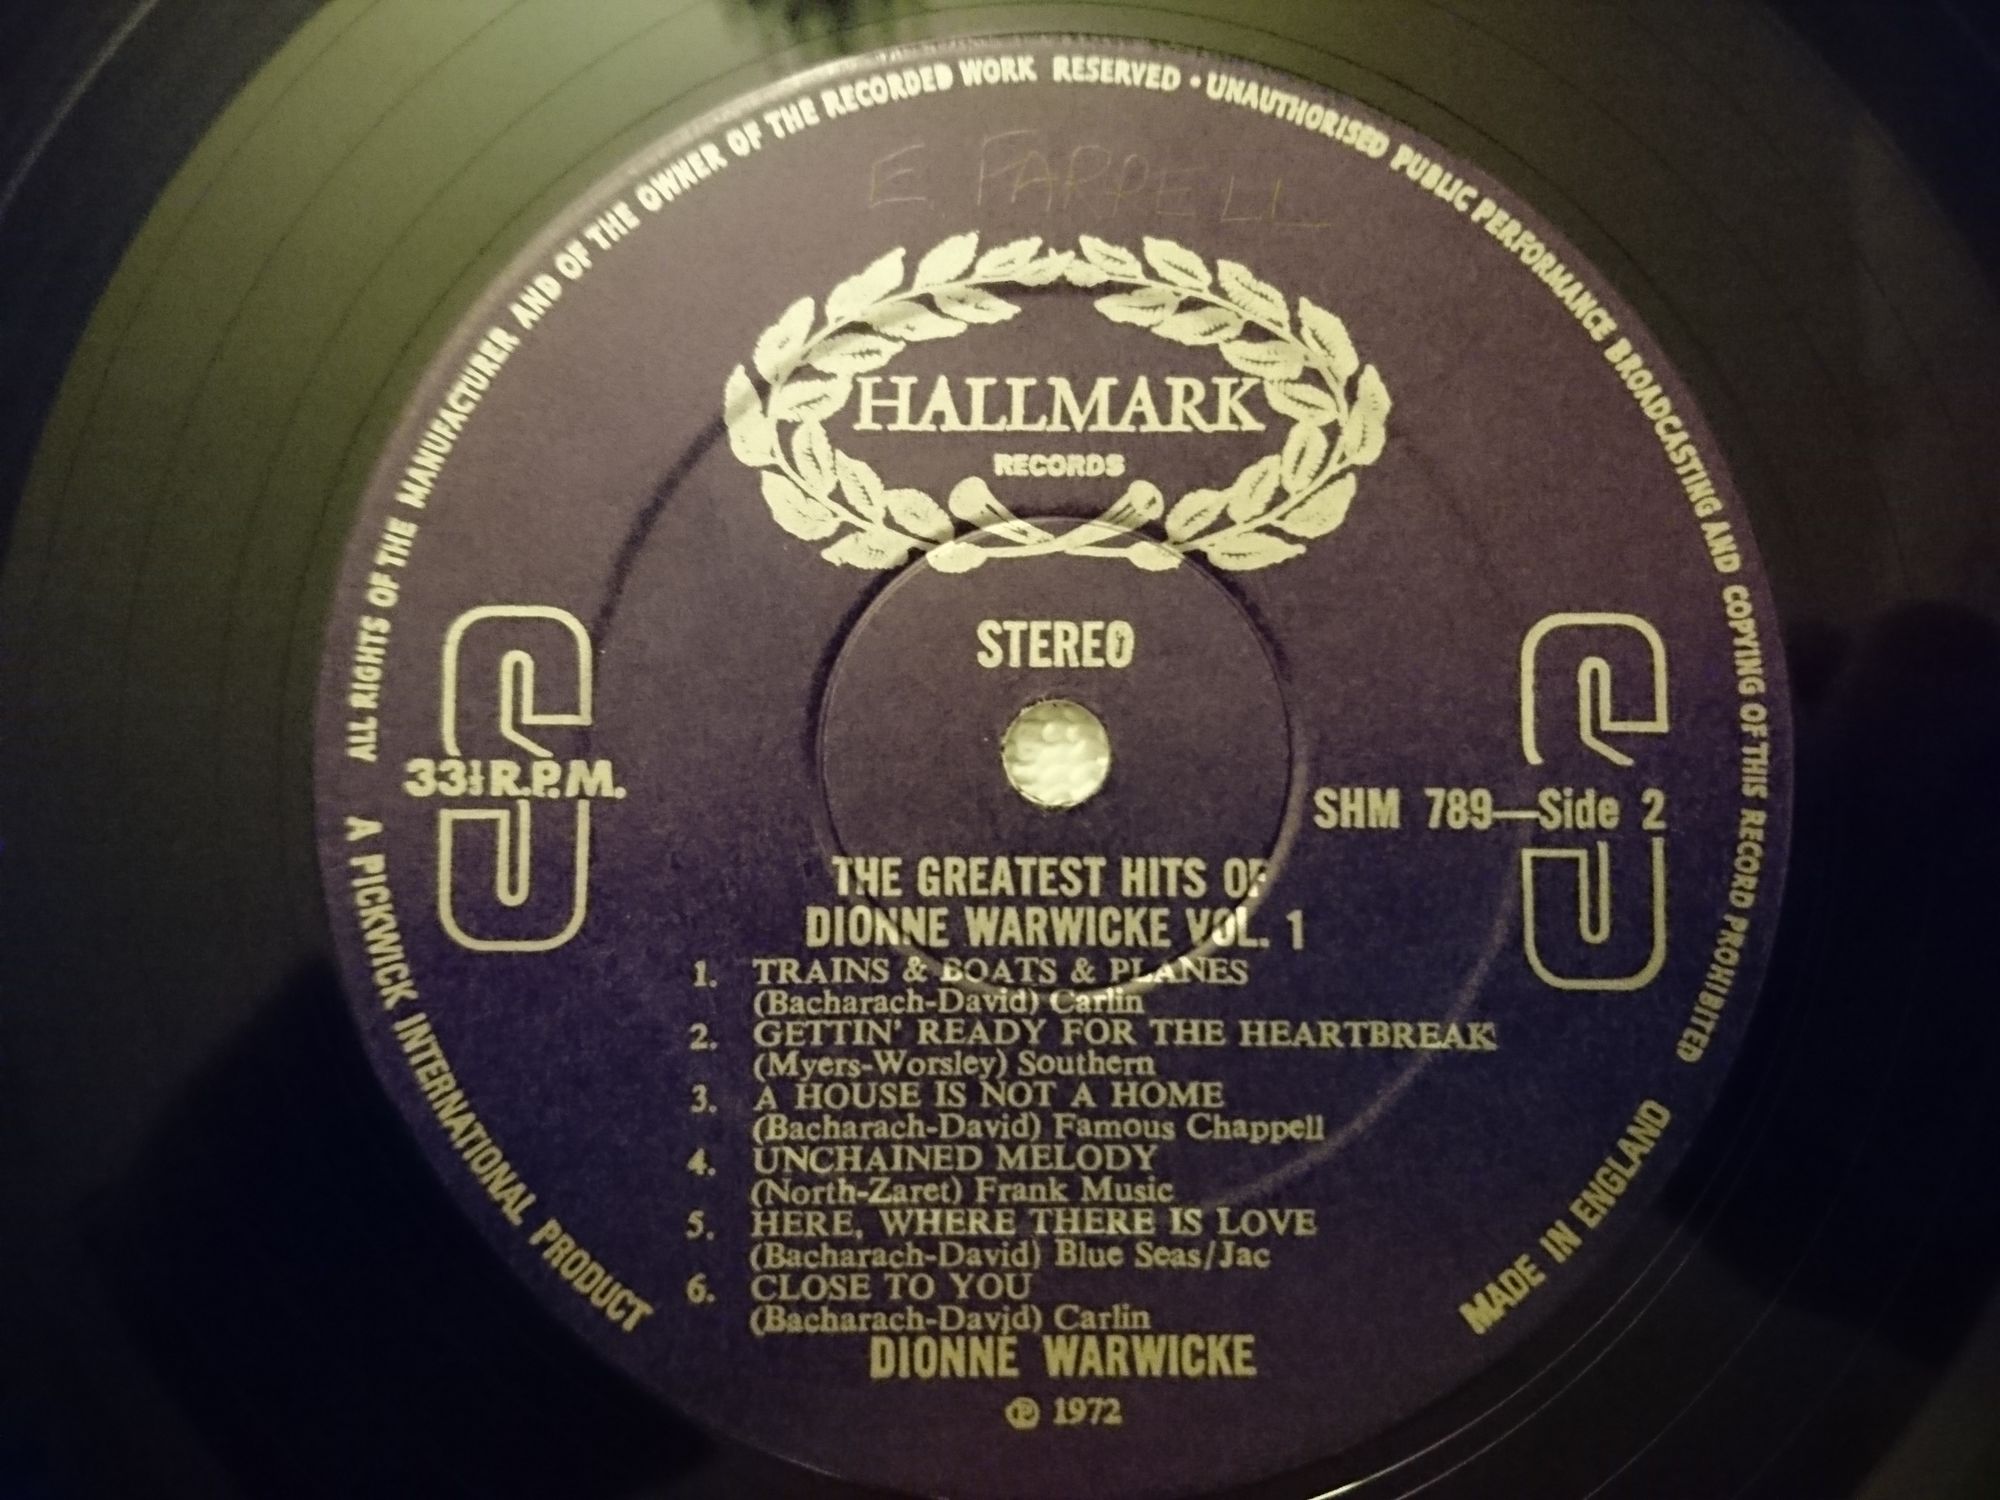 ALL RIGHTS OF THE MANUFACTURER AND OF THE OWNER OF THE RECORDED WORK RESERVED • UNAUTHORISED PUBLIC PERFORMANCE BROADCASTING AND COPYING OF THIS RECORD PROHIBITED
E FARRELL
HALLMARK
RECORDS
STEREO
S
33⅓ R.P.M.
S
SHM 789—Side 2
THE GREATEST HITS OF
DIONNE WARWICKE VOL. 1
1. TRAINS & BOATS & PLANES
(Bacharach-David) Carlin
2. GETTIN' READY FOR THE HEARTBREAK
(Myers-Worsley) Southern
3. A HOUSE IS NOT A HOME
(Bacharach-David) Famous Chappell
4. UNCHAINED MELODY
(North-Zaret) Frank Music
5. HERE, WHERE THERE IS LOVE
(Bacharach-David) Blue Seas/Jac
6. CLOSE TO YOU
(Bacharach-David) Carlin
DIONNE WARWICKE
℗ 1972
A PICKWICK INTERNATIONAL PRODUCT
MADE IN ENGLAND